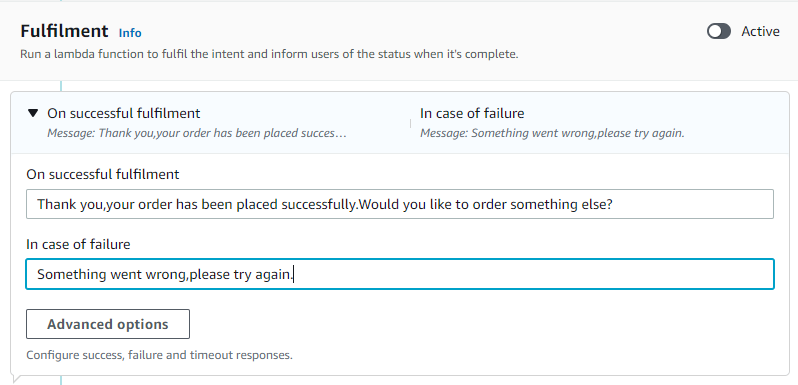 Fulfilment Info
Active
Run a lambda function to fulfil the intent and inform users of the status when it's complete.
On successful fulfilment
Message: Thank you,your order has been placed succes…
In case of failure
Message: Something went wrong,please try again.
On successful fulfilment
Thank you,your order has been placed successfully.Would you like to order something else?
In case of failure
Something went wrong,please try again.
Advanced options
Configure success, failure and timeout responses.